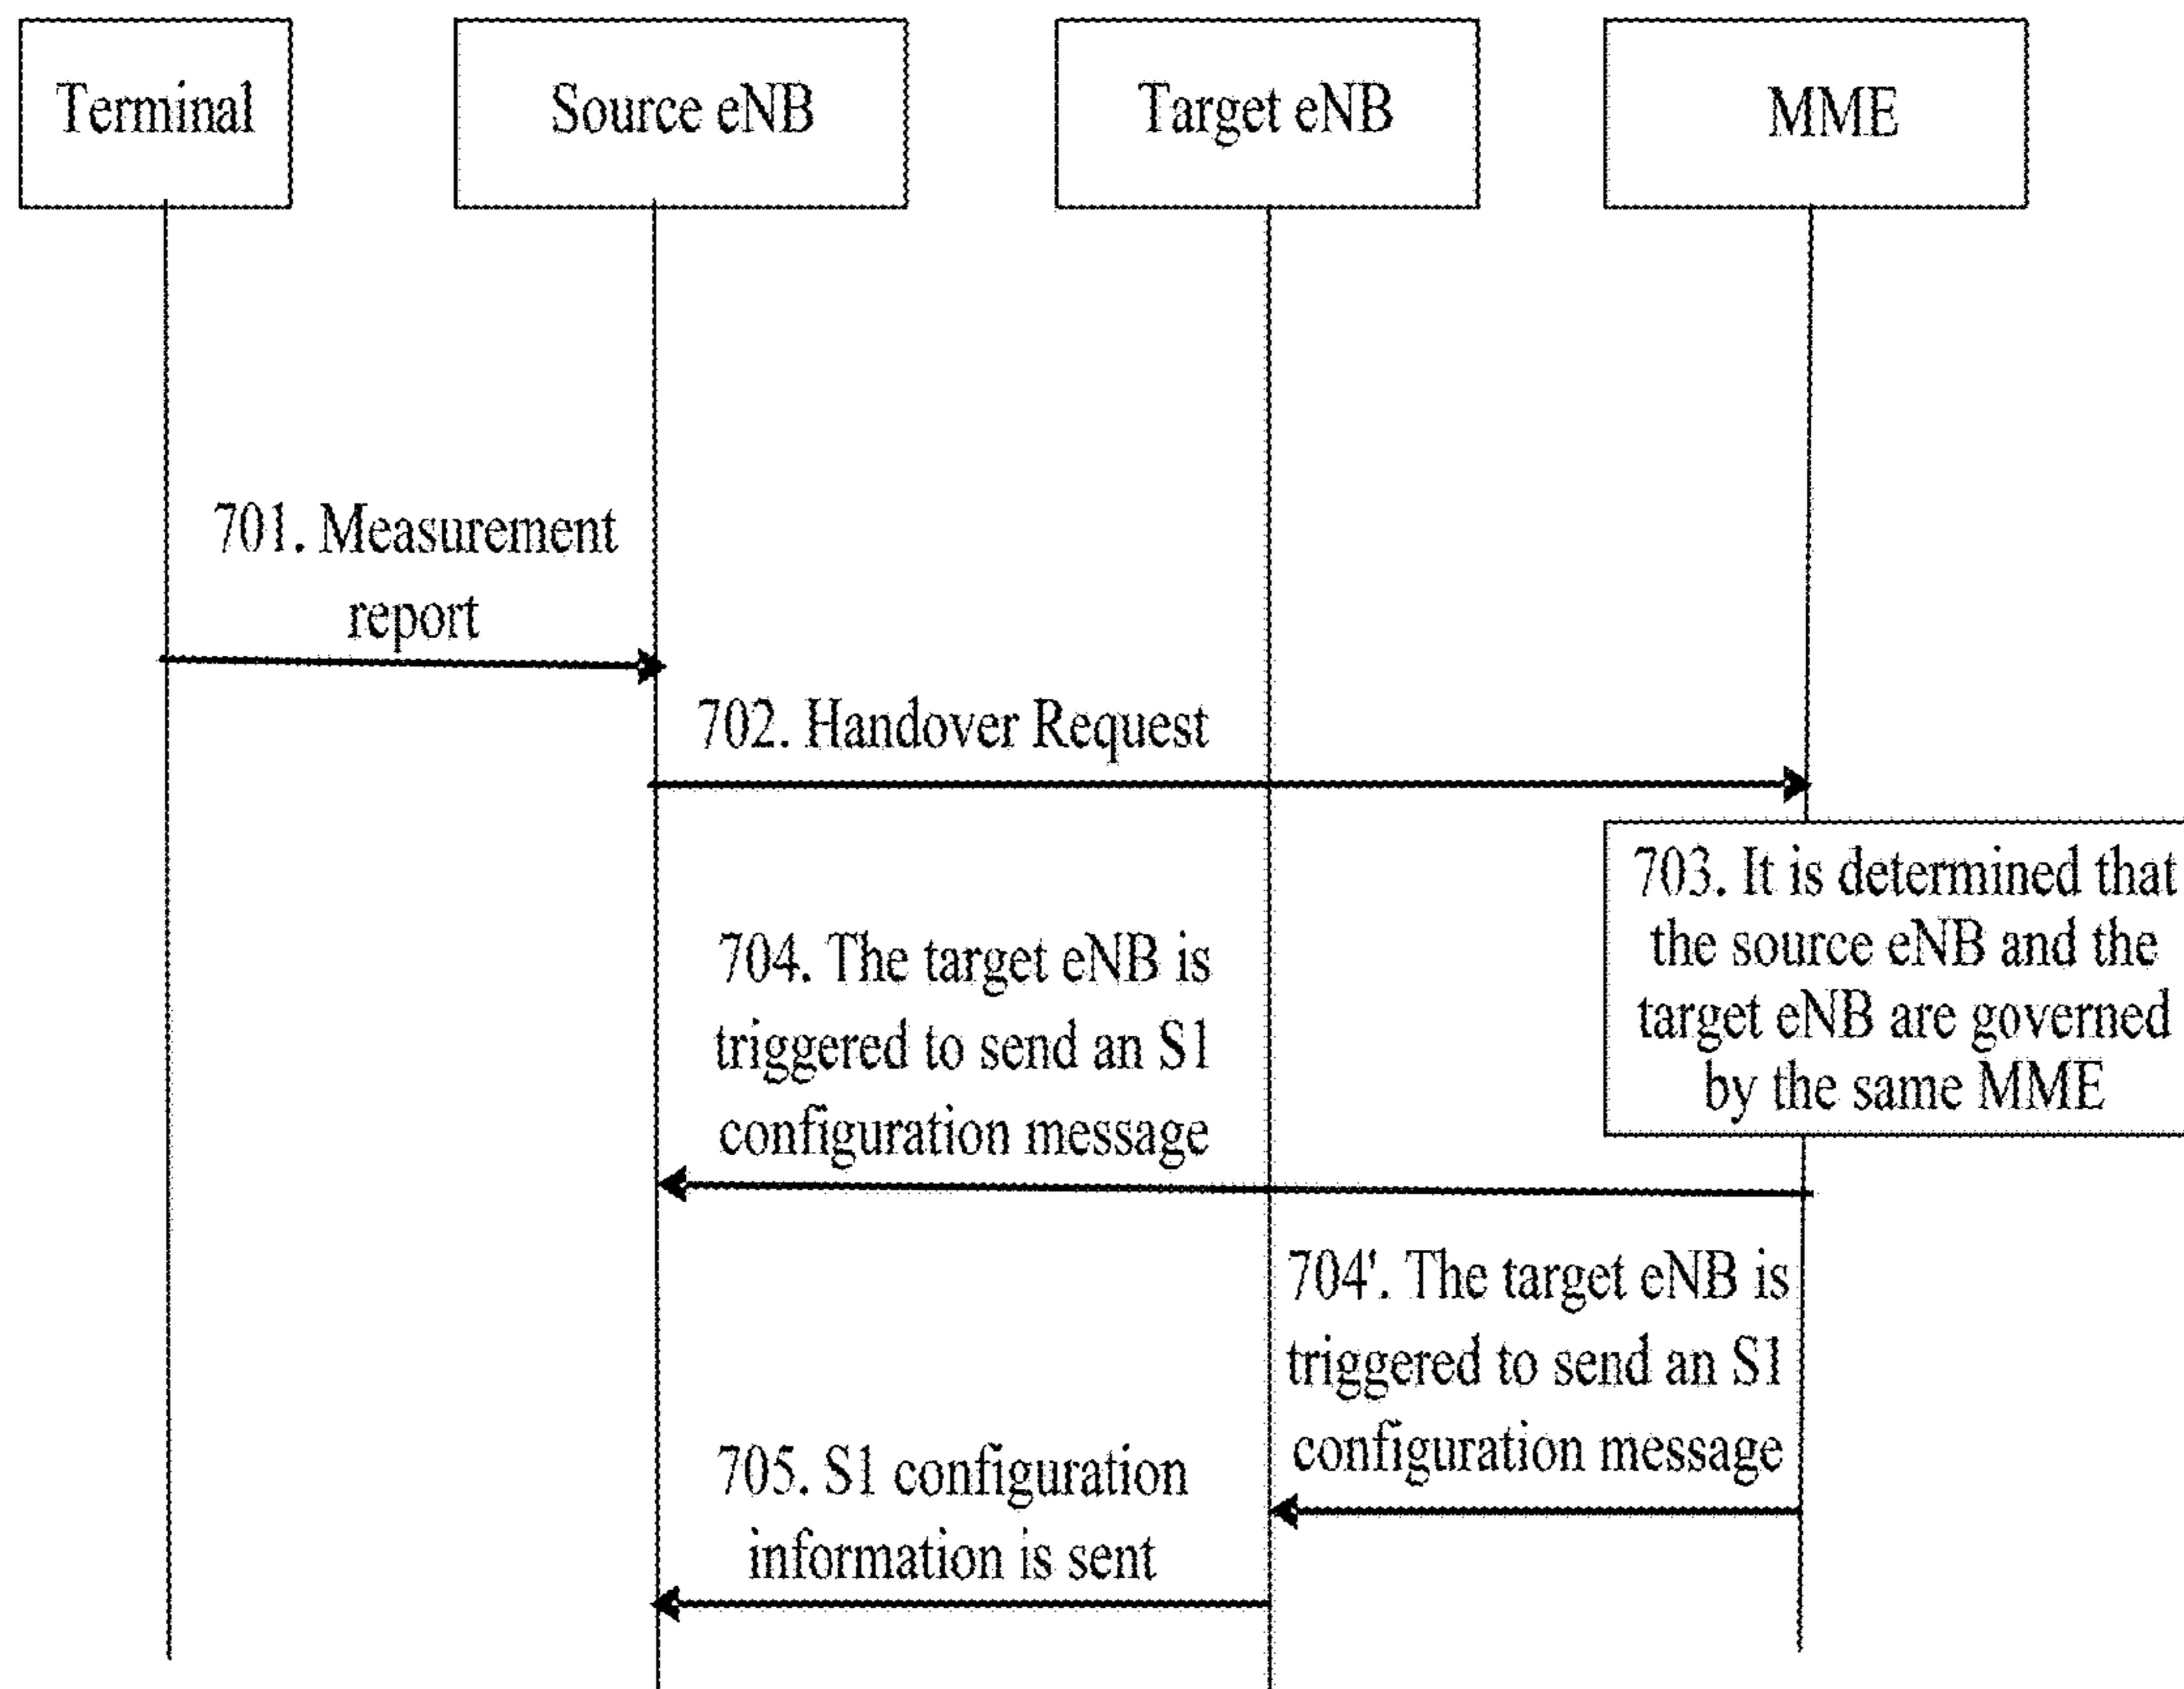 Terminal
Source eNB
Target eNB
MME
701. Measurement
report
702. Handover Request
703. It is determined that
the source eNB and the
target eNB are governed
by the same MME
704. The target eNB is
triggered to send an S1
configuration message
704'. The target eNB is
triggered to send an S1
configuration message
705. S1 configuration
information is sent